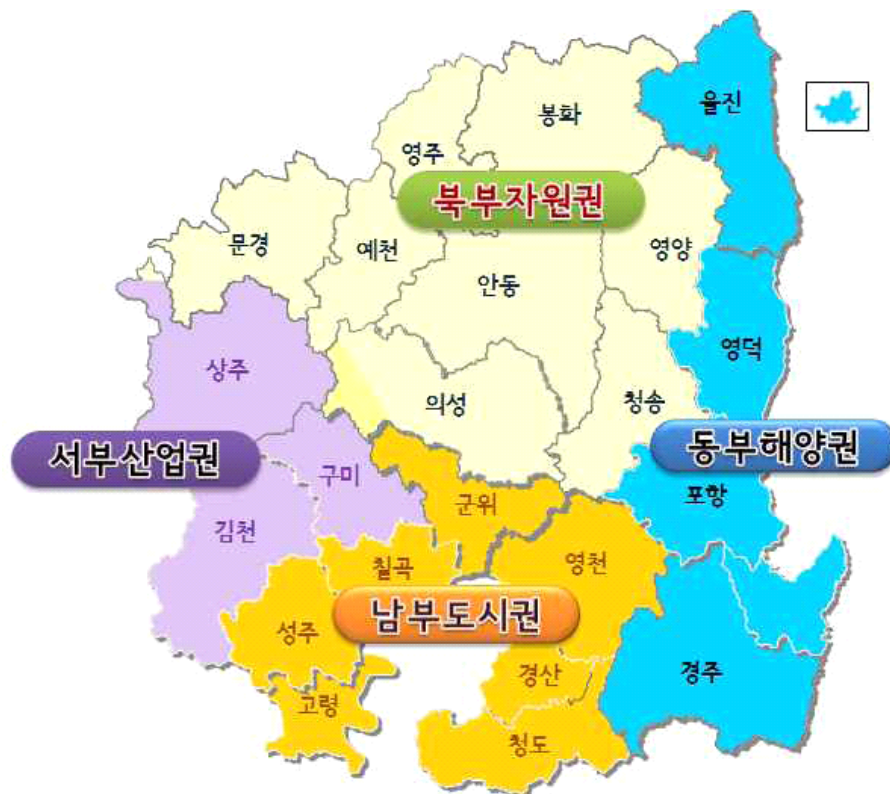 울진
봉화
영주
북부자원권
문경
예천
영양
안동
영덕
상주
의성
청송
서부산업권
동부해양권
구미
군위
포항
김천
칠곡
영천
남부도시권
성주
경산
경주
고령
청도